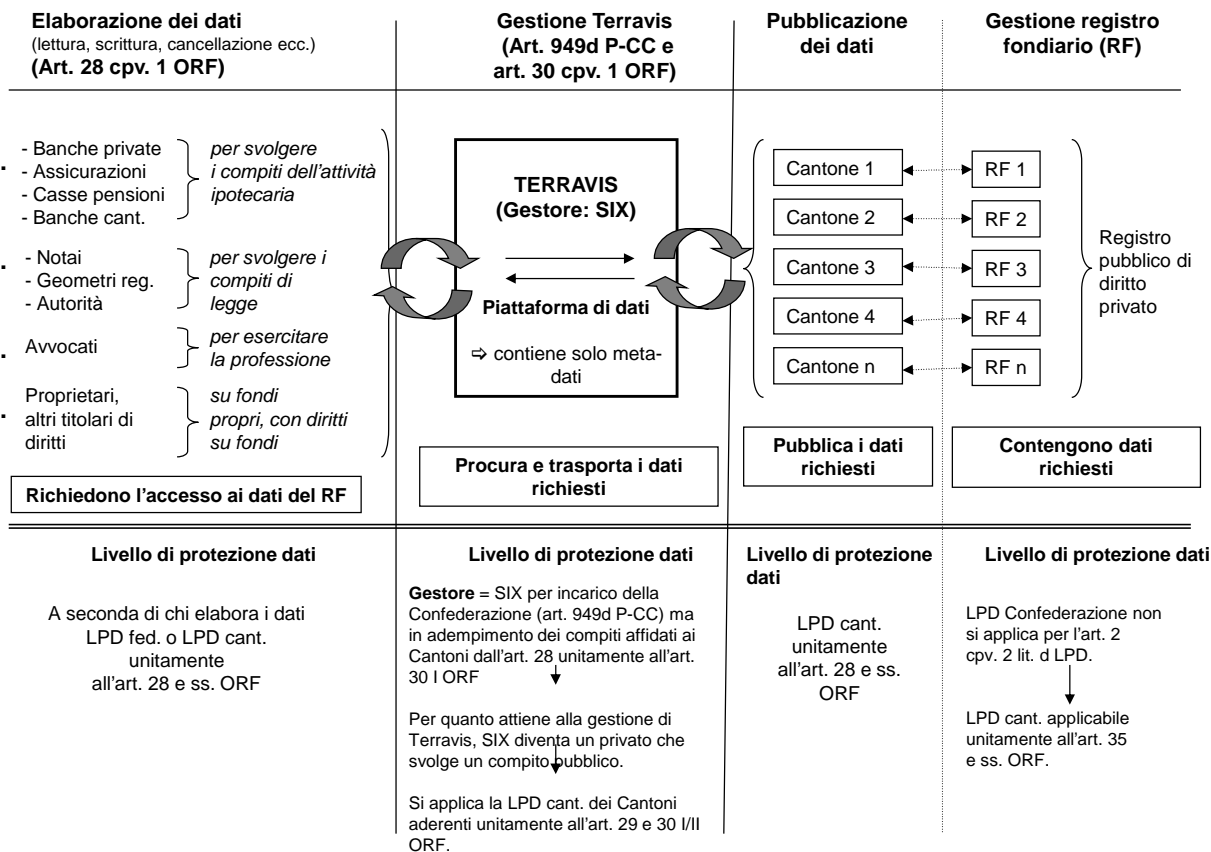 Elaborazione dei dati
(lettura, scrittura, cancellazione ecc.)
(Art. 28 cpv. 1 ORF)
Gestione Terravis
(Art. 949d P-CC e
art. 30 cpv. 1 ORF)
Pubblicazione
dei dati
Gestione registro
fondiario (RF)
- Banche private
- Assicurazioni
- Casse pensioni
- Banche cant.
per svolgere
i compiti dell'attività
ipotecaria
- Notai
- Geometri reg.
- Autorità
per svolgere i
compiti di
legge
Avvocati
per esercitare
la professione
Proprietari,
altri titolari di
diritti
su fondi
propri, con diritti
su fondi
Richiedono l'accesso ai dati del RF
TERRAVIS
(Gestore: SIX)
Piattaforma di dati
⇨ contiene solo meta-
dati
Procura e trasporta i dati
richiesti
Cantone 1
Cantone 2
Cantone 3
Cantone 4
Cantone n
Pubblica i dati
richiesti
RF 1
RF 2
RF 3
RF 4
RF n
Registro
pubblico di
diritto
privato
Contengono dati
richiesti
Livello di protezione dati
A seconda di chi elabora i dati
LPD fed. o LPD cant.
unitamente
all'art. 28 e ss. ORF
Livello di protezione dati
Gestore = SIX per incarico della
Confederazione (art. 949d P-CC) ma
in adempimento dei compiti affidati ai
Cantoni dall'art. 28 unitamente all'art.
30 I ORF
Per quanto attiene alla gestione di
Terravis, SIX diventa un privato che
svolge un compito pubblico.
Si applica la LPD cant. dei Cantoni
aderenti unitamente all'art. 29 e 30 I/II
ORF.
Livello di protezione
dati
LPD cant.
unitamente
all'art. 28 e ss.
ORF
Livello di protezione dati
LPD Confederazione non
si applica per l'art. 2
cpv. 2 lit. d LPD.
LPD cant. applicabile
unitamente all'art. 35
e ss. ORF.